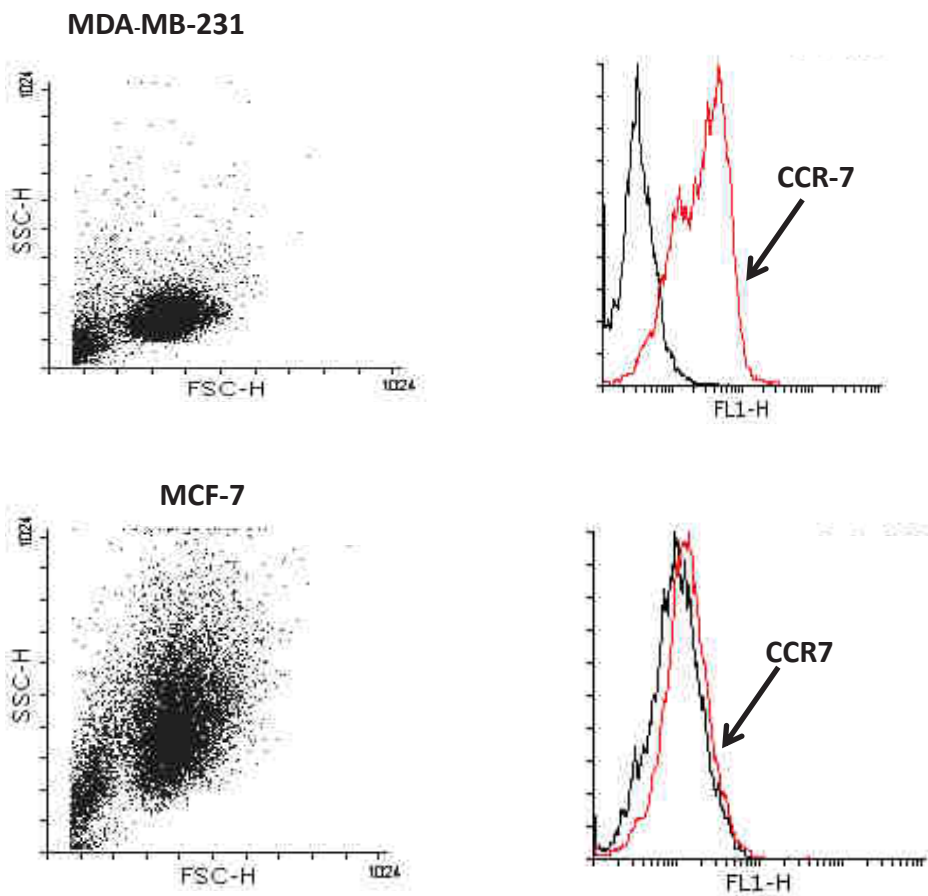 MDA-MB-231
1024
SSC-H
FSC-H
1024
CCR-7
FL1-H
MCF-7
1024
SSC-H
FSC-H
1024
CCR7
FL1-H